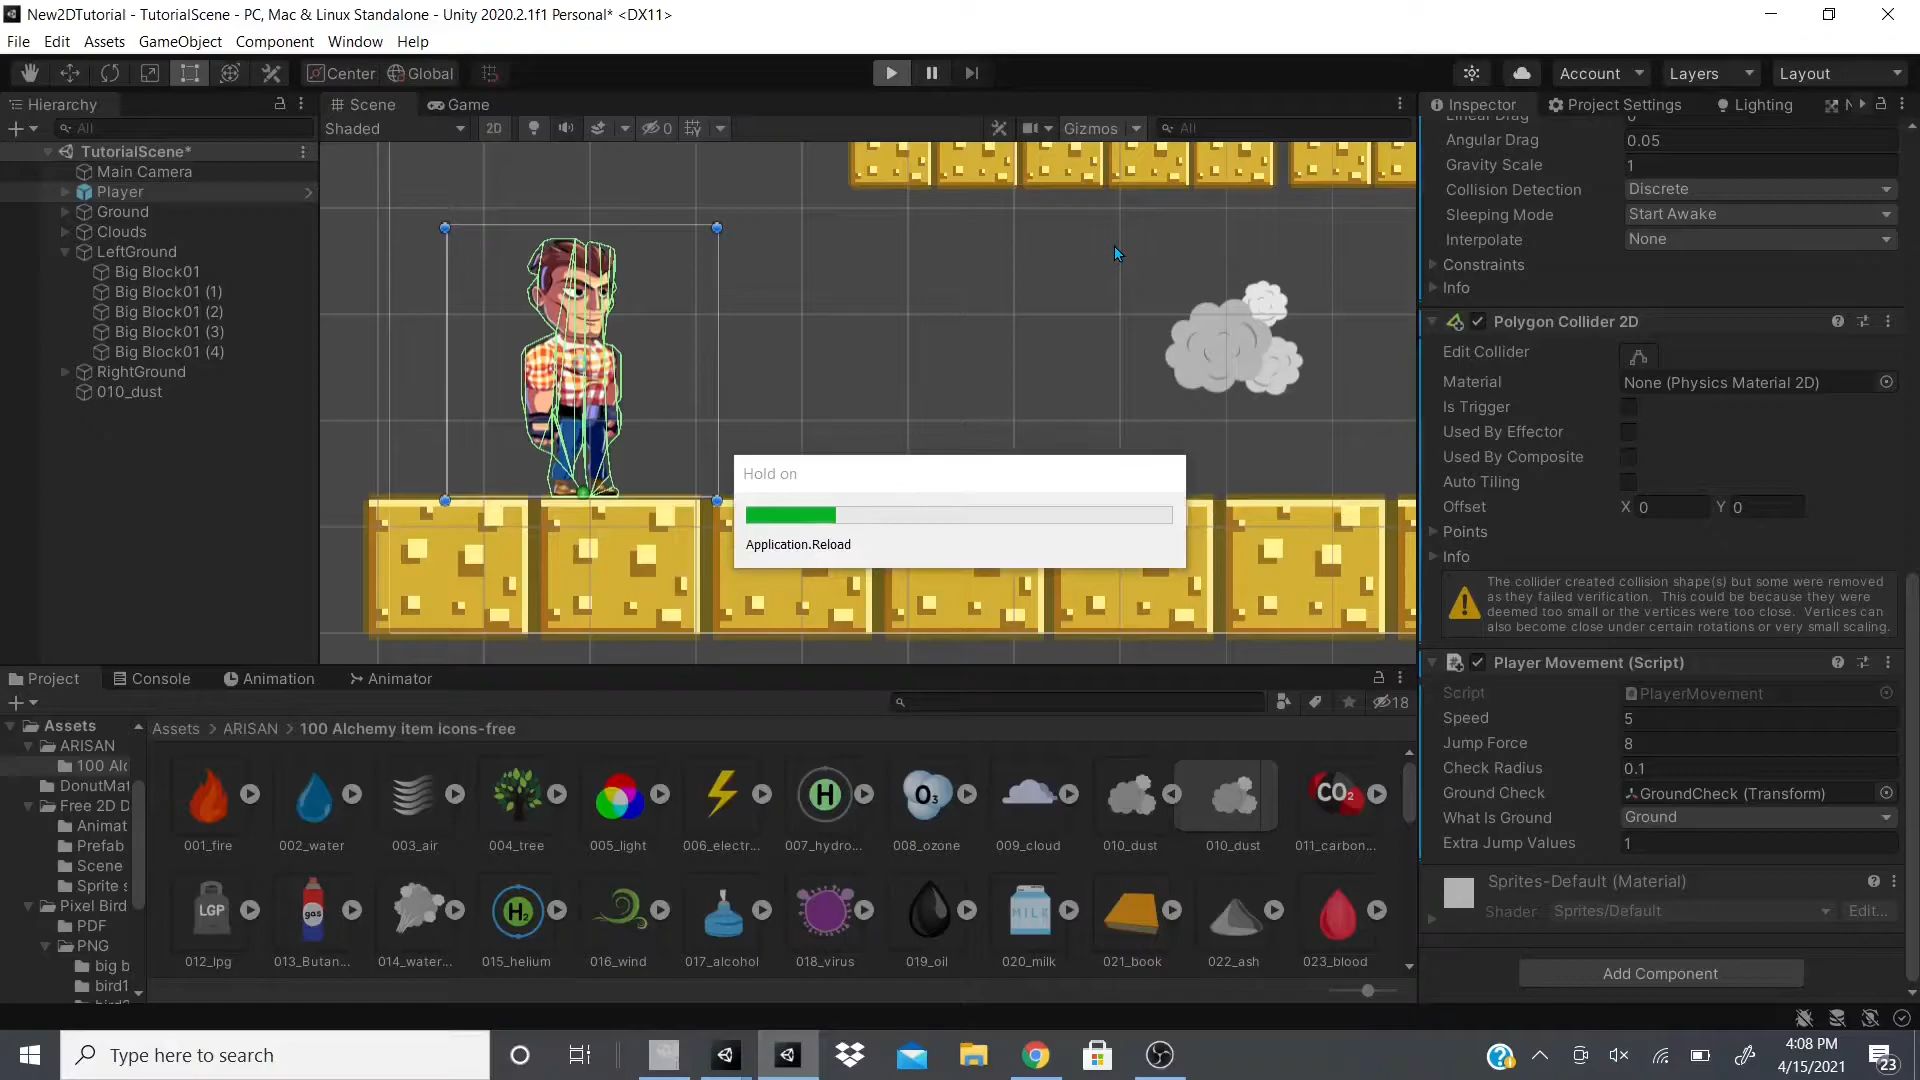 New2DTutorial - TutorialScene - PC, Mac & Linux Standalone - Unity 2020.2.1f1 Personal* <DX11>
File Edit Assets GameObject Component Window Help
Center Global Account Layers Layout
Hierarchy Scene Game Inspector Project Settings Lighting
All Shaded 2D 0 Gizmos All
TutorialScene*
Main Camera
Player
Ground
Clouds
LeftGround
Big Block01
Big Block01 (1)
Big Block01 (2)
Big Block01 (3)
Big Block01 (4)
RightGround
010_dust
Hold on
Application.Reload
Linear Drag 0
Angular Drag 0.05
Gravity Scale 1
Collision Detection Discrete
Sleeping Mode Start Awake
Interpolate None
Constraints
Info
Polygon Collider 2D
Edit Collider
Material None (Physics Material 2D)
Is Trigger
Used By Effector
Used By Composite
Auto Tiling
Offset X 0 Y 0
Points
Info
The collider created collision shape(s) but some were removed
as they failed verification. This could be because they were
deemed too small or the vertices were too close. Vertices can
also become close under certain rotations or very small scaling.
Player Movement (Script)
Script PlayerMovement
Speed 5
Jump Force 8
Check Radius 0.1
Ground Check GroundCheck (Transform)
What Is Ground Ground
Extra Jump Values 1
Sprites-Default (Material)
Shader Sprites/Default Edit...
Add Component
Project Console Animation Animator
18
Assets
ARISAN
100 Alc
DonutMat
Free 2D D
Animat
Prefab
Scene
Sprite s
Pixel Bird
PDF
PNG
big b
bird1
Assets > ARISAN > 100 Alchemy item icons-free
H O3 CO2
001_fire 002_water 003_air 004_tree 005_light 006_electr... 007_hydro... 008_ozone 009_cloud 010_dust 010_dust 011_carbon...
LGP gas H2 MILK
012_lpg 013_Butan... 014_water... 015_helium 016_wind 017_alcohol 018_virus 019_oil 020_milk 021_book 022_ash 023_blood
Type here to search
4:08 PM
4/15/2021
23